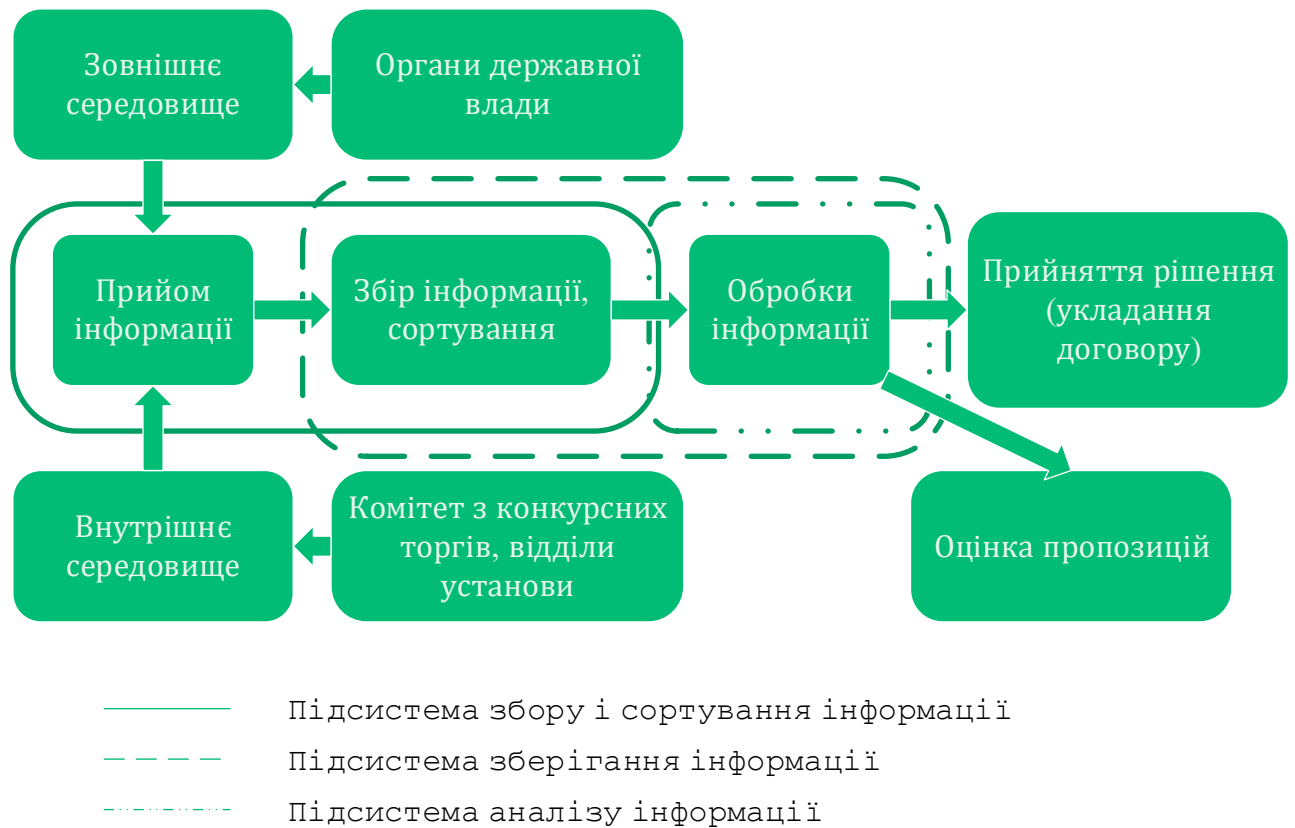 Зовнішнє
середовище
Органи державної
влади
Прийом
інформації
Збір інформації,
сортування
Обробки
інформації
Прийняття рішення
(укладання
договору)
Внутрішнє
середовище
Комітет з конкурсних
торгів, відділи
установи
Оцінка пропозицій
Підсистема збору і сортування інформації
Підсистема зберігання інформації
Підсистема аналізу інформації